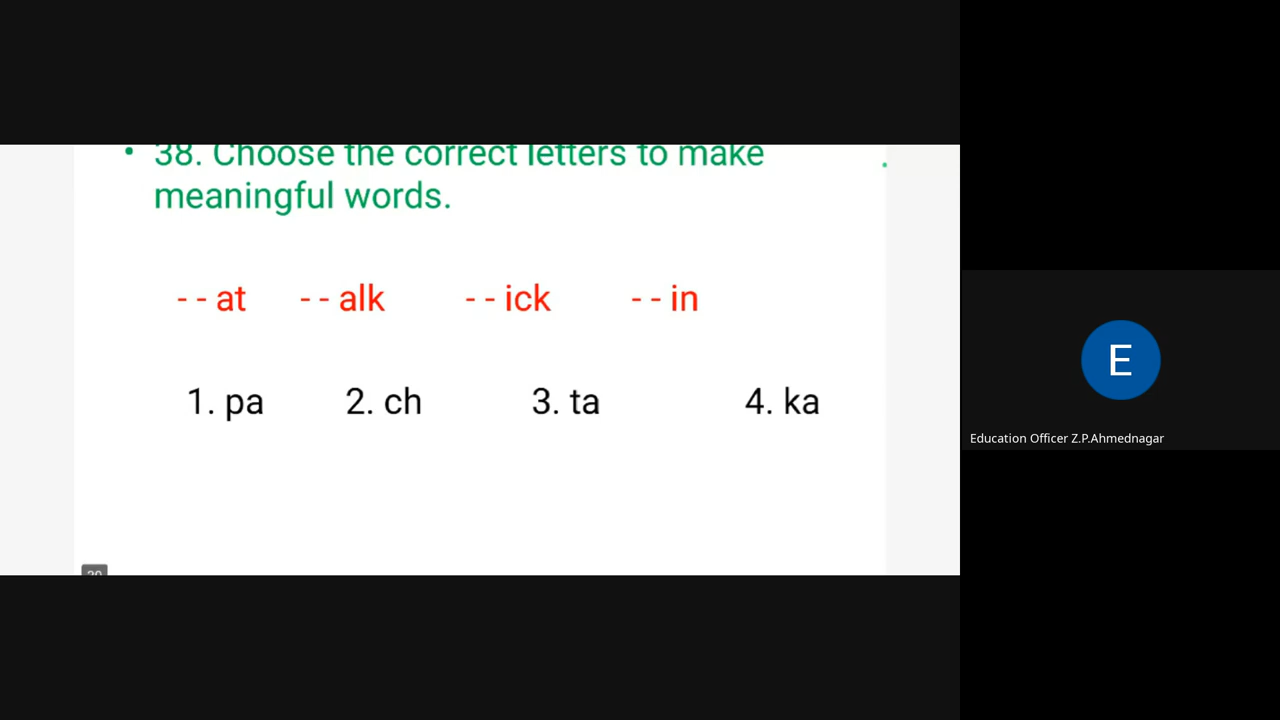 • 38. Choose the correct letters to make
meaningful words.
- - at - - alk - - ick - - in
1. pa 2. ch 3. ta 4. ka
E
Education Officer Z.P.Ahmednagar